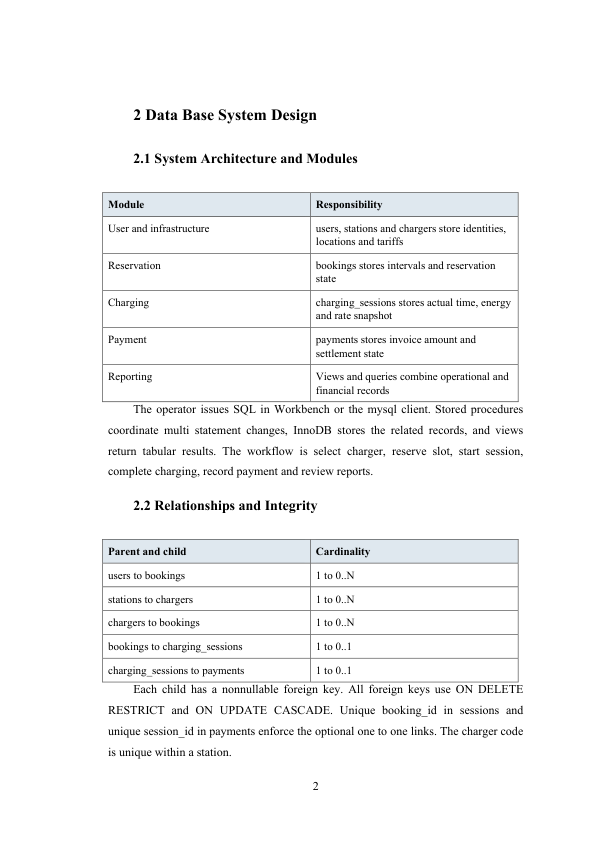 2 Data Base System Design
2.1 System Architecture and Modules
Module Responsibility
User and infrastructure users, stations and chargers store identities,
locations and tariffs
Reservation bookings stores intervals and reservation
state
Charging charging_sessions stores actual time, energy
and rate snapshot
Payment payments stores invoice amount and
settlement state
Reporting Views and queries combine operational and
financial records
The operator issues SQL in Workbench or the mysql client. Stored procedures
coordinate multi statement changes, InnoDB stores the related records, and views
return tabular results. The workflow is select charger, reserve slot, start session,
complete charging, record payment and review reports.
2.2 Relationships and Integrity
Parent and child Cardinality
users to bookings 1 to 0..N
stations to chargers 1 to 0..N
chargers to bookings 1 to 0..N
bookings to charging_sessions 1 to 0..1
charging_sessions to payments 1 to 0..1
Each child has a nonnullable foreign key. All foreign keys use ON DELETE
RESTRICT and ON UPDATE CASCADE. Unique booking_id in sessions and
unique session_id in payments enforce the optional one to one links. The charger code
is unique within a station.
2